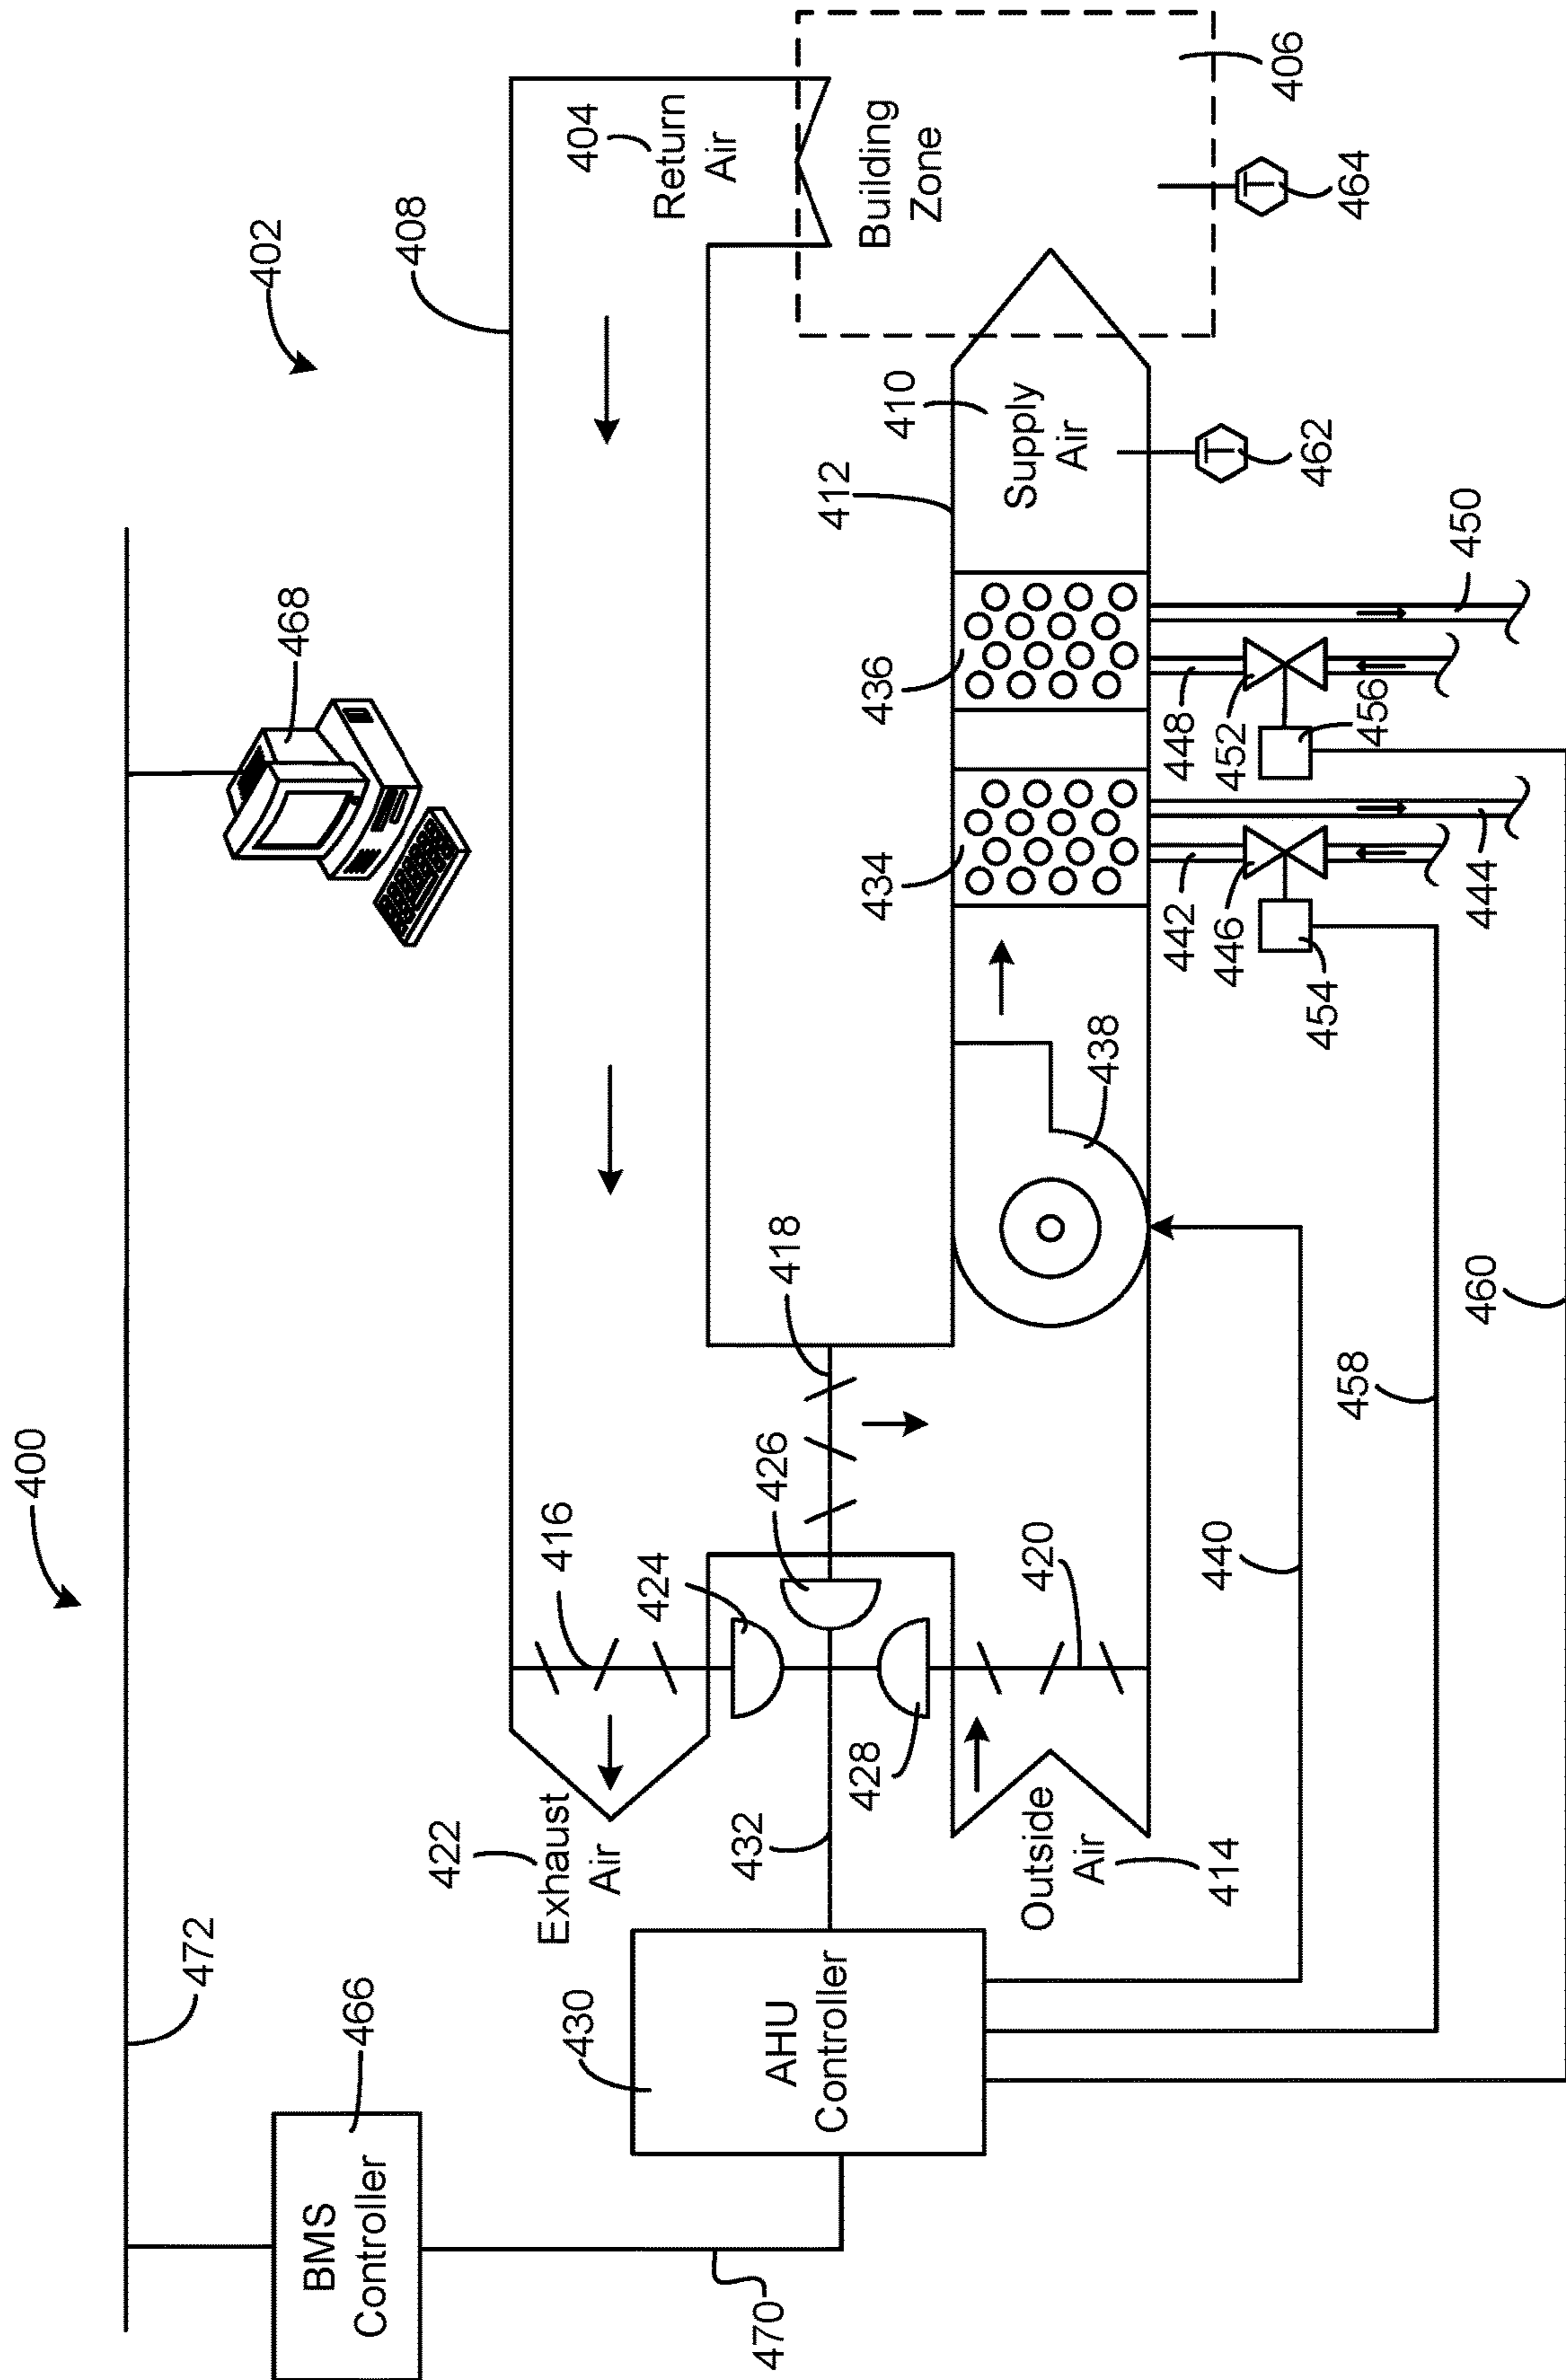 400
402
472
466
BMS
Controller
468
408
470
430
AHU
Controller
422
Exhaust
Air
416
424
404
Return
Air
432
426
418
428
Building
Zone
406
Outside
Air
414
420
438
434
436
412
410
Supply
Air
440
442
446
454
444
448
452
456
450
462
T
464
T
458
460